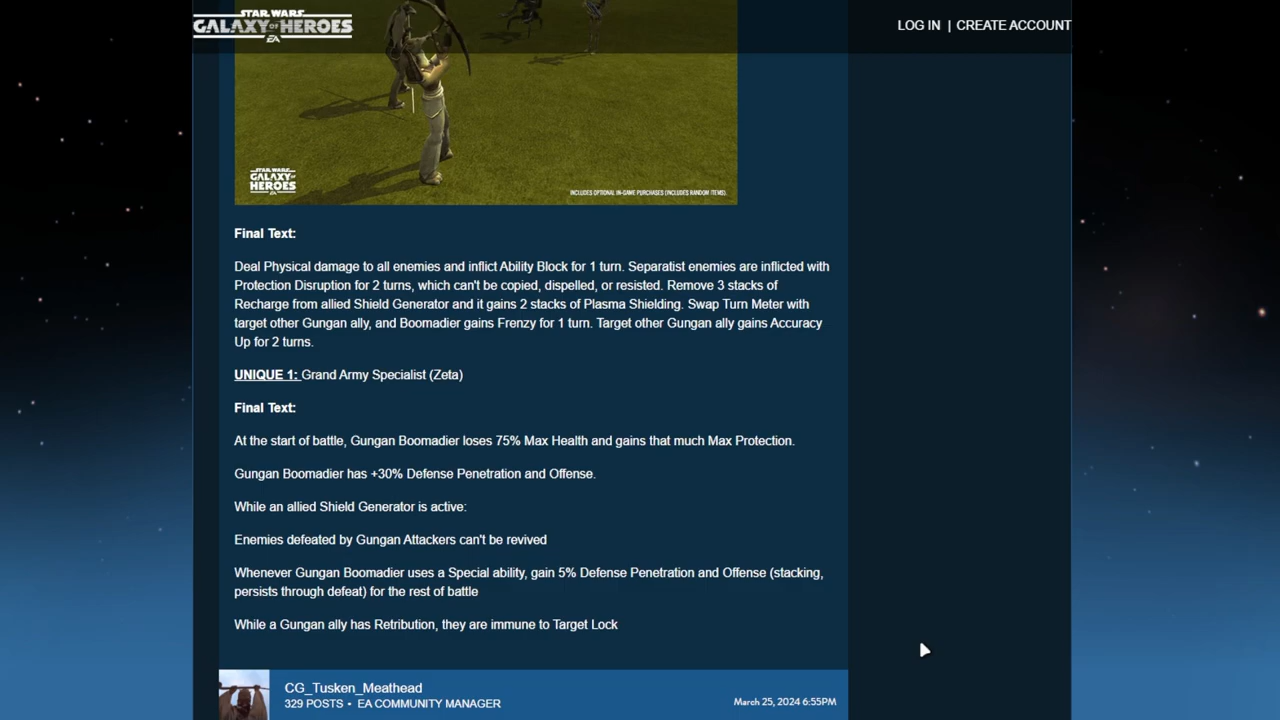 STAR WARS
GALAXY OF HEROES
EA
LOG IN | CREATE ACCOUNT
STAR WARS
GALAXY OF
HEROES
EA
INCLUDES OPTIONAL IN-GAME PURCHASES (INCLUDES RANDOM ITEMS).
Final Text:
Deal Physical damage to all enemies and inflict Ability Block for 1 turn. Separatist enemies are inflicted with
Protection Disruption for 2 turns, which can't be copied, dispelled, or resisted. Remove 3 stacks of
Recharge from allied Shield Generator and it gains 2 stacks of Plasma Shielding. Swap Turn Meter with
target other Gungan ally, and Boomadier gains Frenzy for 1 turn. Target other Gungan ally gains Accuracy
Up for 2 turns.
UNIQUE 1: Grand Army Specialist (Zeta)
Final Text:
At the start of battle, Gungan Boomadier loses 75% Max Health and gains that much Max Protection.
Gungan Boomadier has +30% Defense Penetration and Offense.
While an allied Shield Generator is active:
Enemies defeated by Gungan Attackers can't be revived
Whenever Gungan Boomadier uses a Special ability, gain 5% Defense Penetration and Offense (stacking,
persists through defeat) for the rest of battle
While a Gungan ally has Retribution, they are immune to Target Lock
CG_Tusken_Meathead
329 POSTS • EA COMMUNITY MANAGER
March 25, 2024 6:55PM